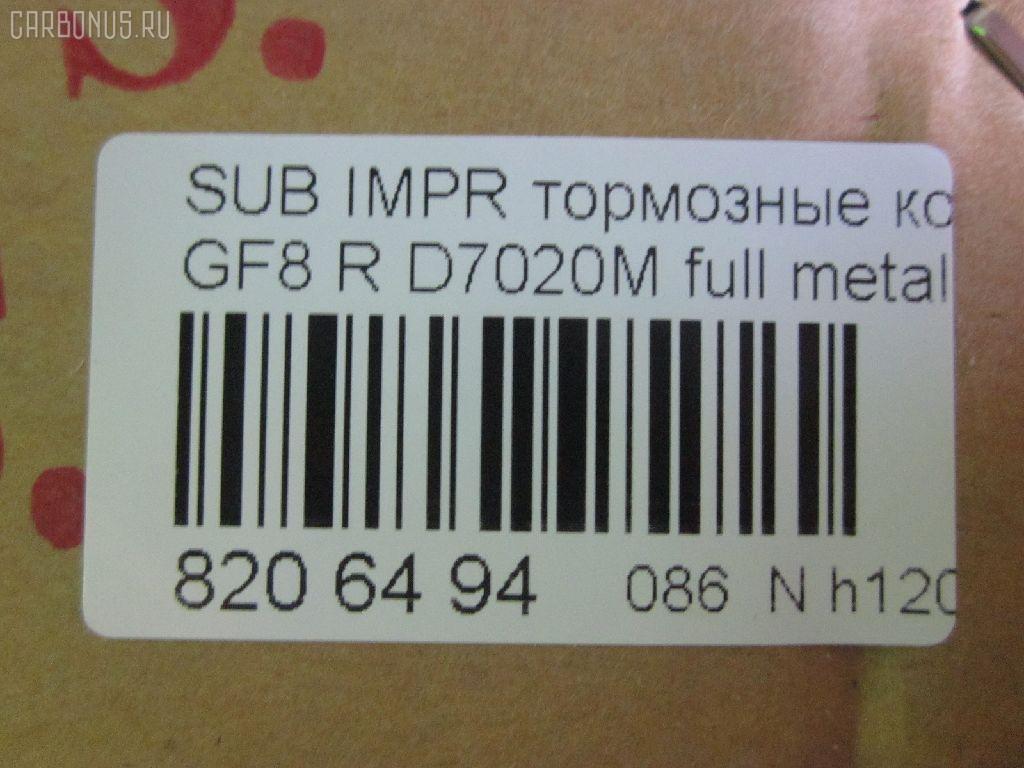 CARBONUS.RU
S.
SUB IMPR тормозные ко
GF8 R D7020M full metal
820 64 94 086 N h120